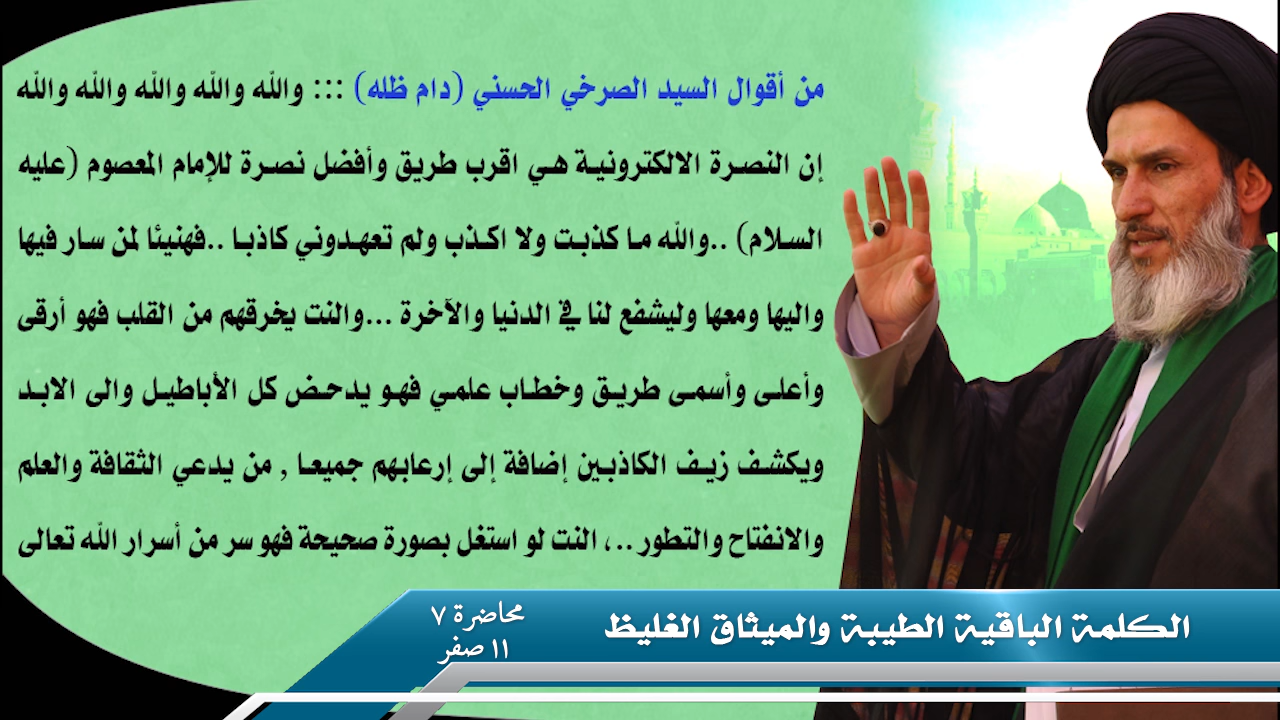 من أقوال السيد الصرخي الحسني (دام ظله) ::: والله والله والله والله والله
إن النصرة الالكترونية هي اقرب طريق وأفضل نصرة للإمام المعصوم (عليه
السلام) ..والله ما كذبت ولا اكذب ولم تعهدوني كاذبا ..فهنيئا لمن سار فيها
واليها ومعها وليشفع لنا في الدنيا والآخرة ...والنت يخرقهم من القلب فهو أرقى
وأعلى وأسمى طريق وخطاب علمي فهو يدحض كل الأباطيل والى الابد
ويكشف زيف الكاذبين إضافة إلى إرعابهم جميعا , من يدعي الثقافة والعلم
والانفتاح والتطور ..، النت لو استغل بصورة صحيحة فهو سر من أسرار الله تعالى
الكلمة الباقية الطيبة والميثاق الغليظ
محاضرة ٧
١١ صفر